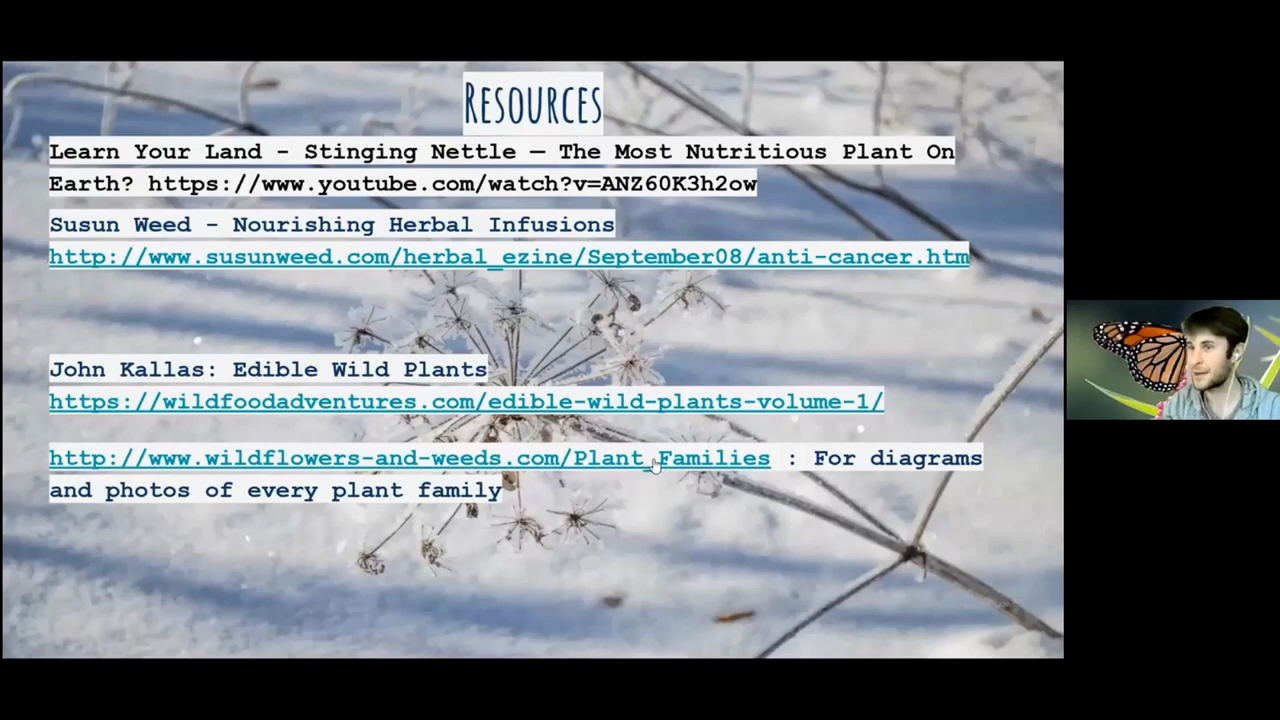 Resources
Learn Your Land - Stinging Nettle — The Most Nutritious Plant On
Earth? https://www.youtube.com/watch?v=ANZ60K3h2ow
Susun Weed - Nourishing Herbal Infusions
http://www.susunweed.com/herbal_ezine/September08/anti-cancer.htm
John Kallas: Edible Wild Plants
https://wildfoodadventures.com/edible-wild-plants-volume-1/
http://www.wildflowers-and-weeds.com/Plant_Families : For diagrams
and photos of every plant family